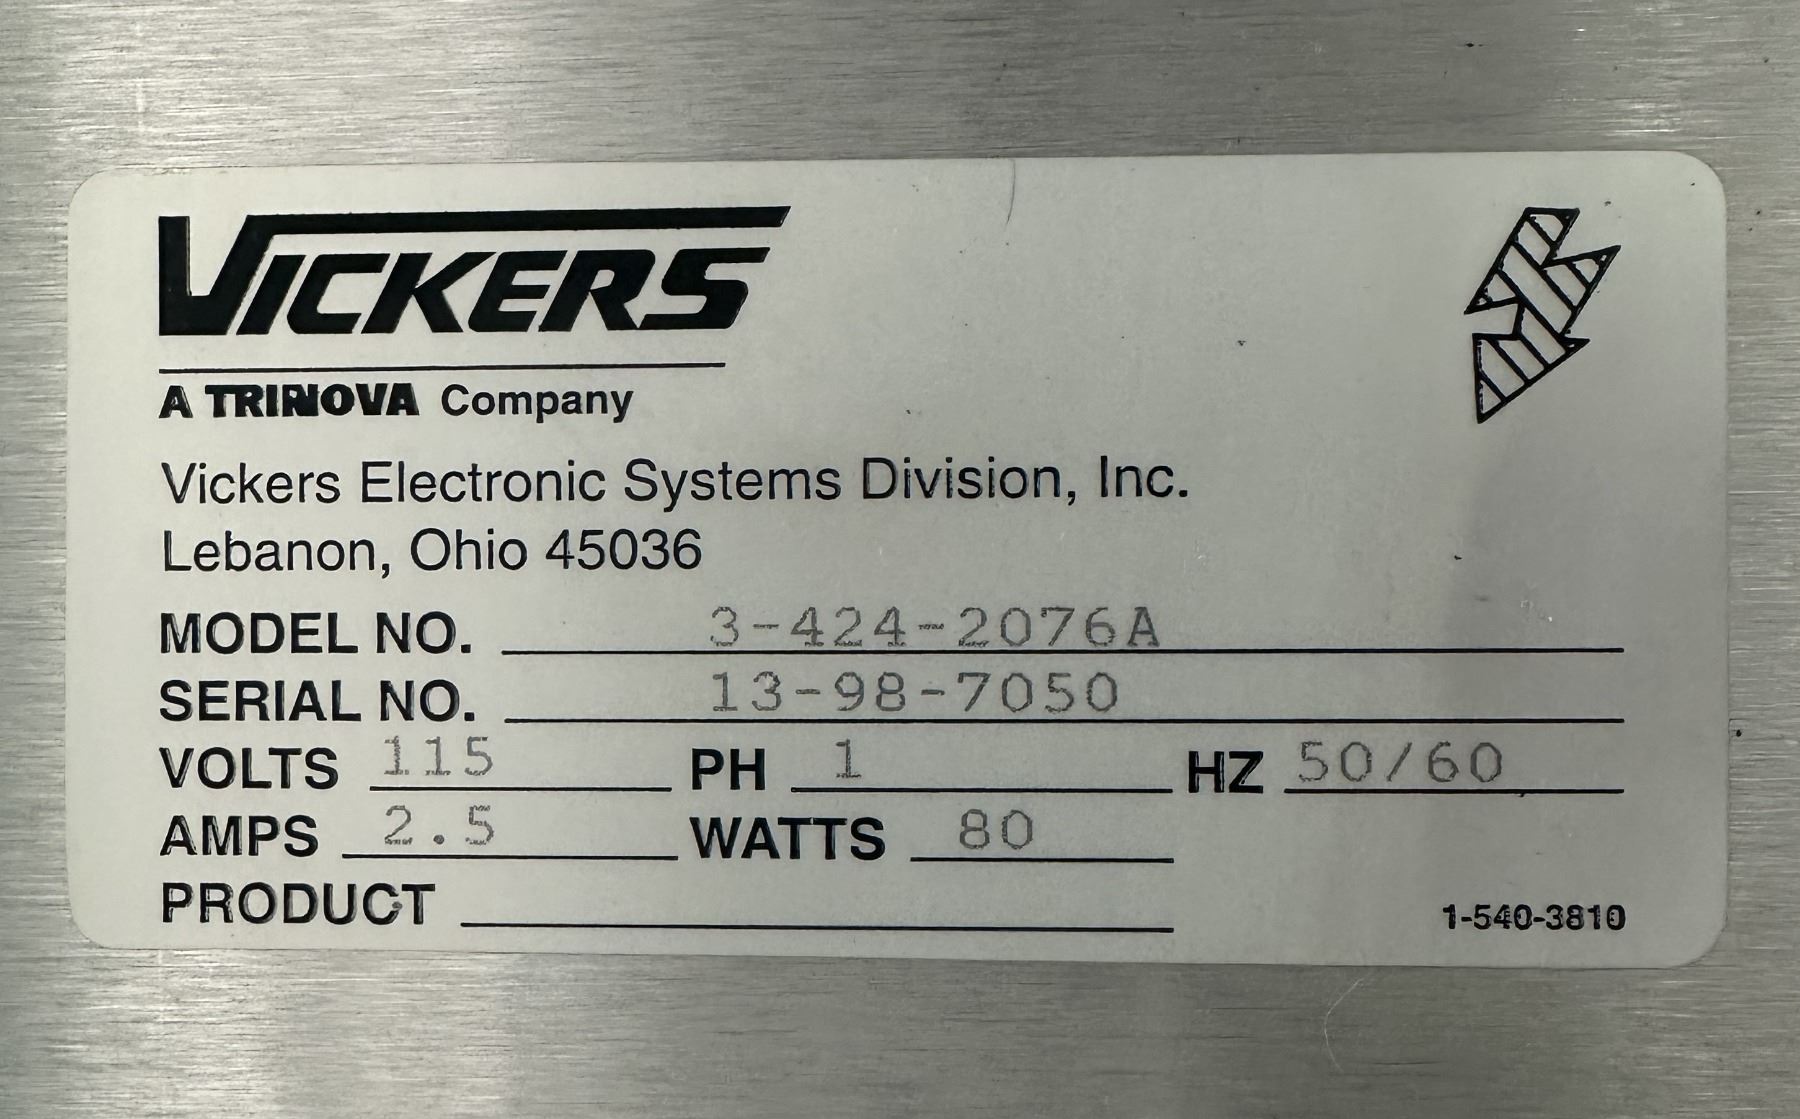 VICKERS
A TRINOVA Company
Vickers Electronic Systems Division, Inc.
Lebanon, Ohio 45036
MODEL NO. 3-424-2076A
SERIAL NO. 13-98-7050
VOLTS 115 PH 1 HZ 50/60
AMPS 2.5 WATTS 80
PRODUCT
1-540-3810